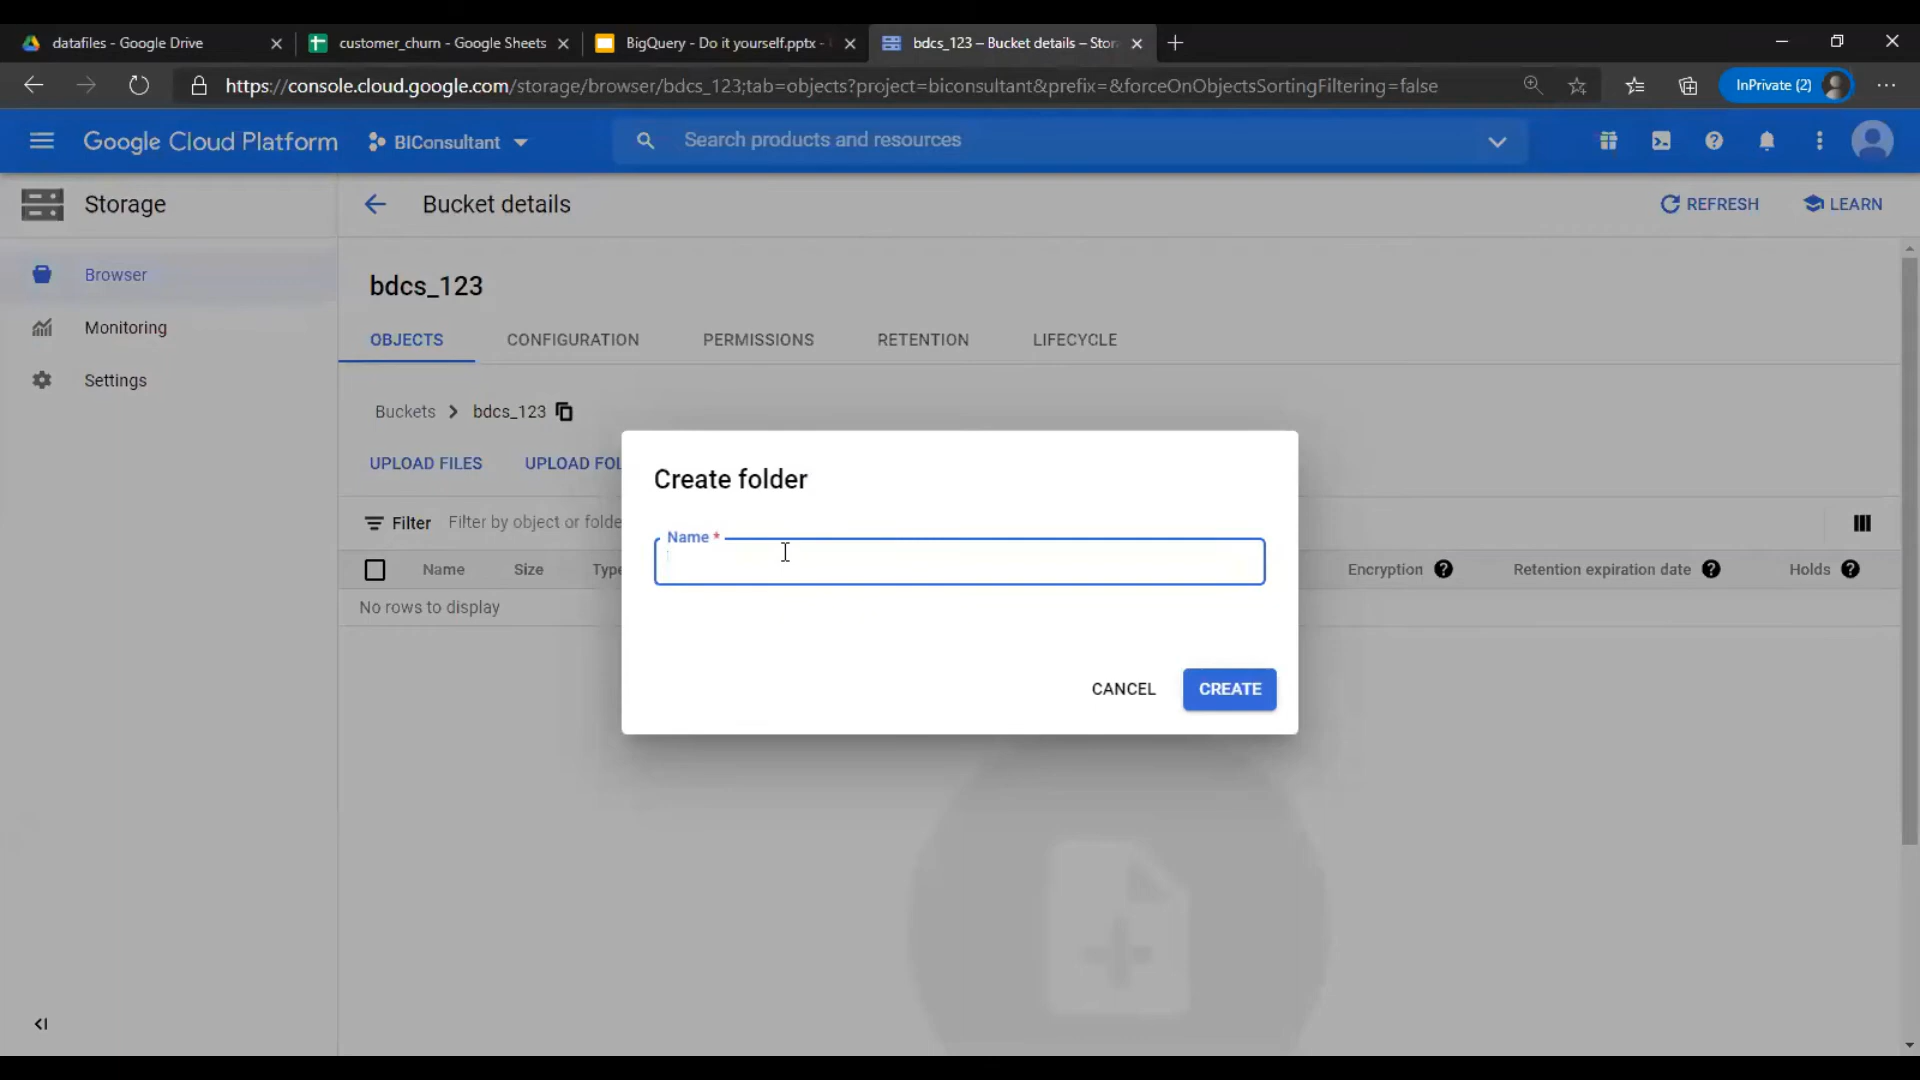 datafiles - Google Drive
customer_churn - Google Sheets
BigQuery - Do it yourself.pptx -
bdcs_123 – Bucket details – Stor
https://console.cloud.google.com/storage/browser/bdcs_123;tab=objects?project=biconsultant&prefix=&forceOnObjectsSortingFiltering=false
InPrivate (2)
Google Cloud Platform
BIConsultant
Search products and resources
Storage
Bucket details
REFRESH
LEARN
Browser
Monitoring
Settings
bdcs_123
OBJECTS CONFIGURATION PERMISSIONS RETENTION LIFECYCLE
Buckets > bdcs_123
UPLOAD FILES UPLOAD FOL
Filter Filter by object or folde
Name Size Type Encryption Retention expiration date Holds
No rows to display
Create folder
Name *
CANCEL CREATE